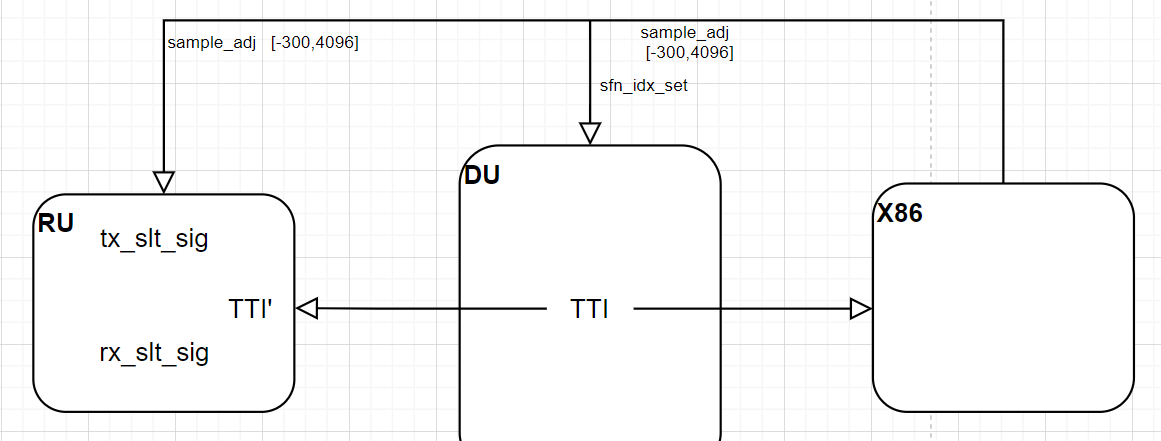 sample_adj [-300,4096]
sample_adj
[-300,4096]
sfn_idx_set
RU
tx_slt_sig
TTI'
rx_slt_sig
DU
TTI
X86